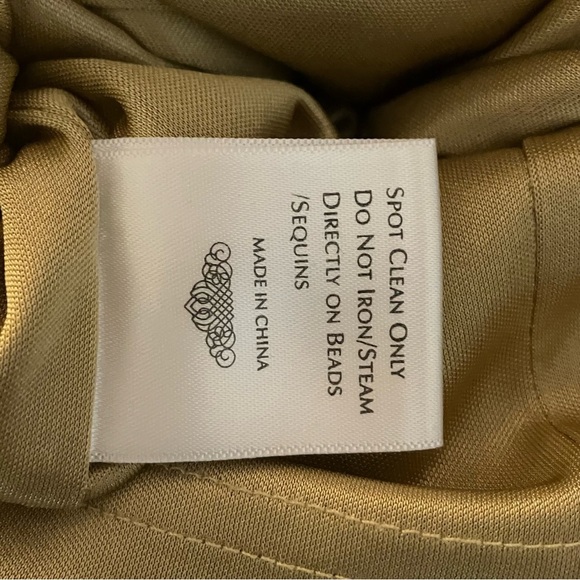 SPOT CLEAN ONLY
DO NOT IRON/STEAM
DIRECTLY ON BEADS
/SEQUINS
MADE IN CHINA